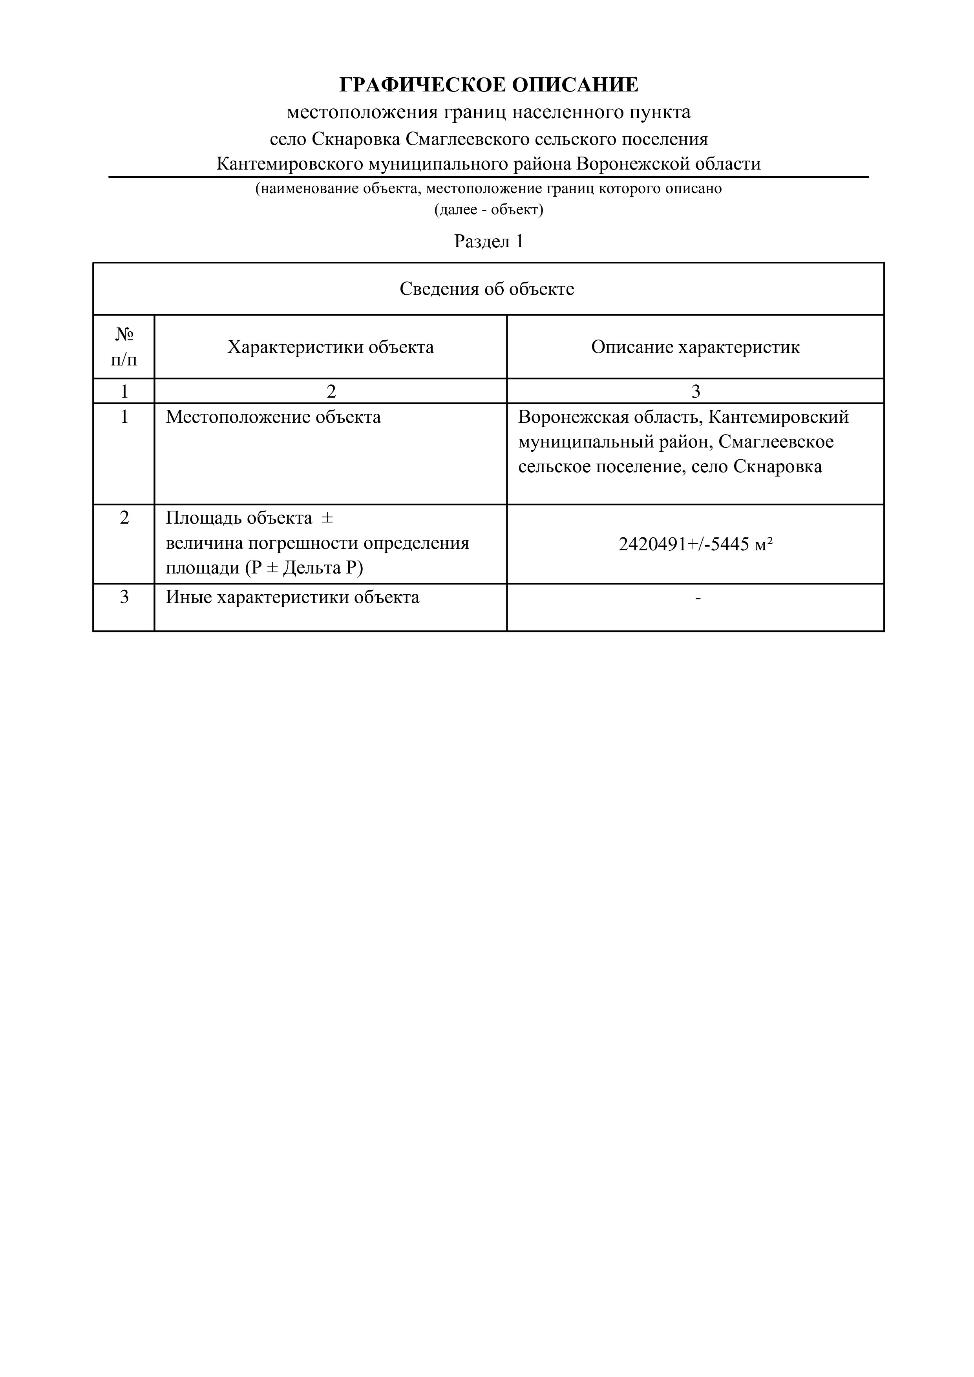 ГРАФИЧЕСКОЕ ОПИСАНИЕ
местоположения границ населенного пункта
село Скнаровка Смаглеевского сельского поселения
Кантемировского муниципального района Воронежской области
(наименование объекта, местоположение границ которого описано
(далее - объект)
Раздел 1
Сведения об объекте
№
п/п
Характеристики объекта
Описание характеристик
1
2
3
1
Местоположение объекта
Воронежская область, Кантемировский
муниципальный район, Смаглеевское
сельское поселение, село Скнаровка
2
Площадь объекта ±
величина погрешности определения
площади (P ± Дельта P)
2420491+/-5445 м²
3
Иные характеристики объекта
-